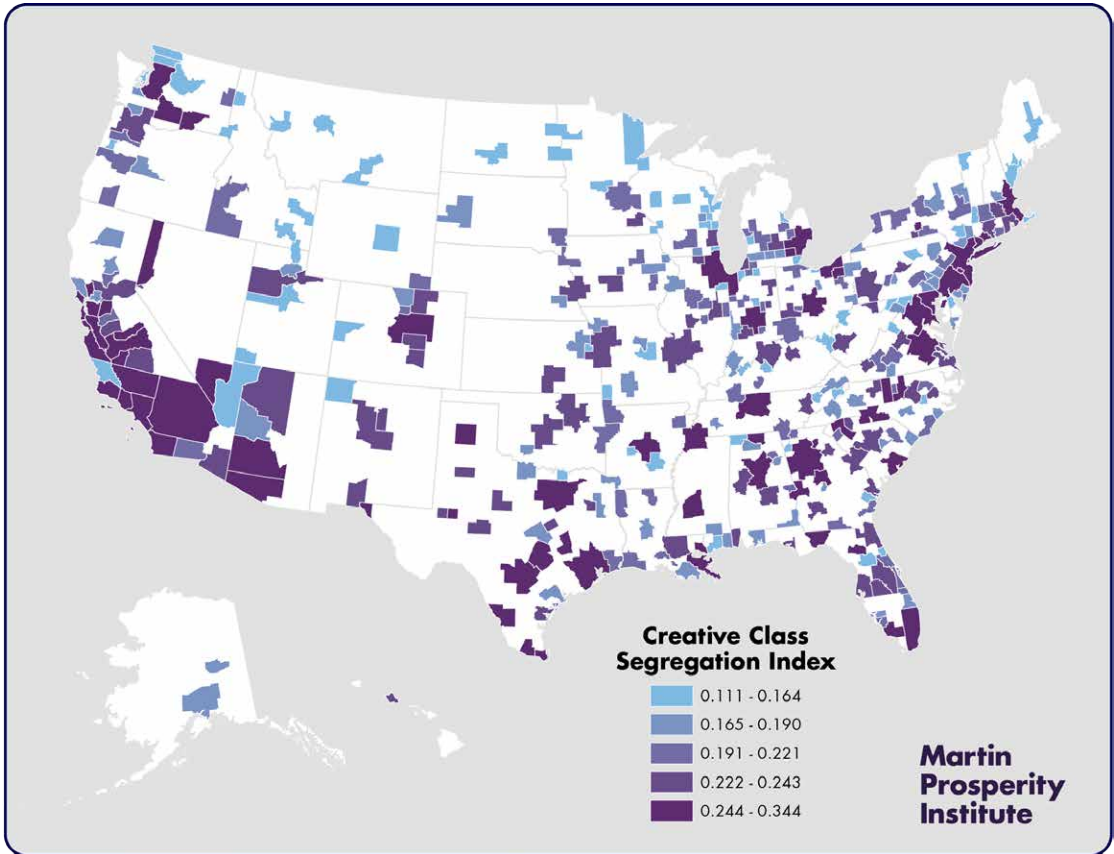 Creative Class
Segregation Index
0.111 - 0.164
0.165 - 0.190
0.191 - 0.221
0.222 - 0.243
0.244 - 0.344
Martin
Prosperity
Institute